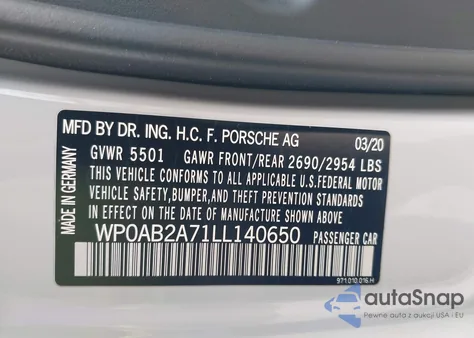 MFD BY DR. ING. H.C. F. PORSCHE AG 03/20
GVWR 5501 GAWR FRONT/REAR 2690/2954 LBS
THIS VEHICLE CONFORMS TO ALL APPLICABLE U.S.FEDERAL MOTOR
VEHICLE SAFETY,BUMPER,AND THEFT PREVENTION STANDARDS
IN EFFECT ON THE DATE OF MANUFACTURE SHOWN ABOVE.
WP0AB2A71LL140650 PASSENGER CAR
MADE IN GERMANY
971.010.016.H
autoSnap
Pewne auta z aukcji USA i EU